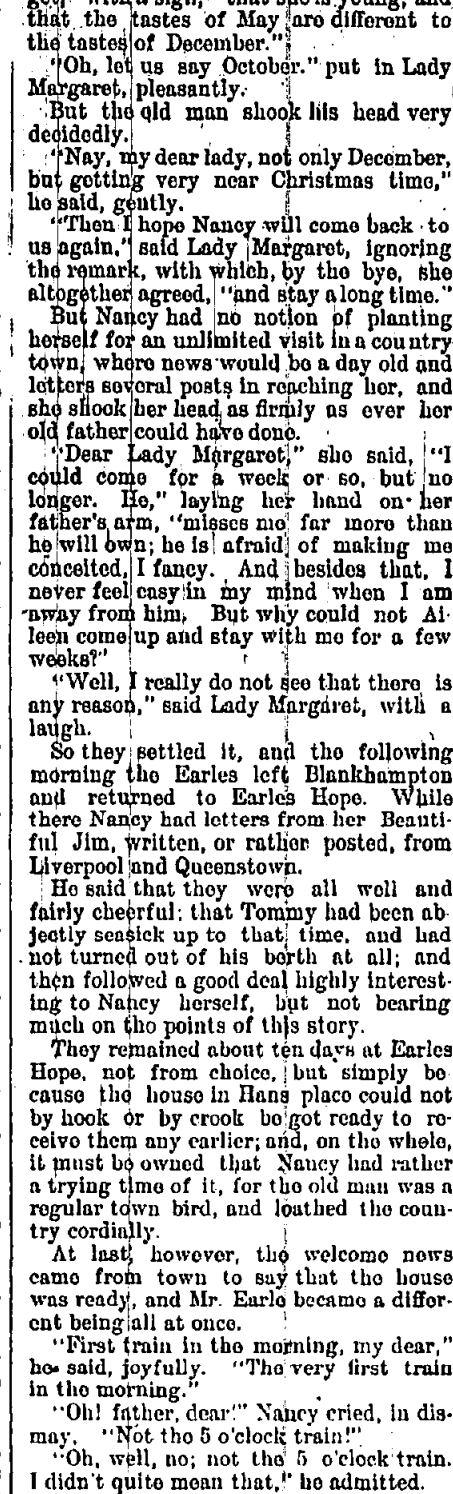 that the tastes of May are different to
the tastes of December."
"Oh, let us say October." put in Lady
Margaret, pleasantly.
But the old man shook his head very
decidedly.
"Nay, my dear lady, not only December,
but getting very near Christmas time,"
he said, gently.
"Then I hope Nancy will come back to
us again," said Lady Margaret, ignoring
the remark, with which, by the bye, she
altogether agreed, "and stay a long time."
But Nancy had no notion of planting
herself for an unlimited visit in a country
town, where news would be a day old and
letters several posts in reaching her, and
she shook her head as firmly as ever her
old father could have done.
"Dear Lady Margaret," she said, "I
could come for a week or so, but no
longer. He," laying her hand on her
father's arm, "misses me far more than
he will own; he is afraid of making me
conceited, I fancy. And besides that, I
never feel easy in my mind when I am
away from him. But why could not Ai-
leen come up and stay with me for a few
weeks?"
"Well, I really do not see that there is
any reason," said Lady Margaret, with a
laugh.
So they settled it, and the following
morning the Earles left Blankhampton
and returned to Earles Hope. While
there Nancy had letters from her Beauti-
ful Jim, written, or rather posted, from
Liverpool and Queenstown.
He said that they were all well and
fairly cheerful; that Tommy had been ab-
jectly seasick up to that time, and had
not turned out of his berth at all; and
then followed a good deal highly interest-
ing to Nancy herself, but not bearing
much on the points of this story.
They remained about ten days at Earles
Hope, not from choice, but simply be
cause the house in Hans place could not
by hook or by crook be got ready to re-
ceive them any earlier; and, on the whole,
it must be owned that Nancy had rather
a trying time of it, for the old man was a
regular town bird, and loathed the coun-
try cordially.
At last, however, the welcome news
came from town to say that the house
was ready, and Mr. Earle became a differ-
ent being all at once.
"First train in the morning, my dear,"
he said, joyfully. "The very first train
in the morning."
"Oh! father, dear!" Nancy cried, in dis-
may. "Not the 5 o'clock train!"
"Oh, well, no; not the 5 o'clock train.
I didn't quite mean that," he admitted.